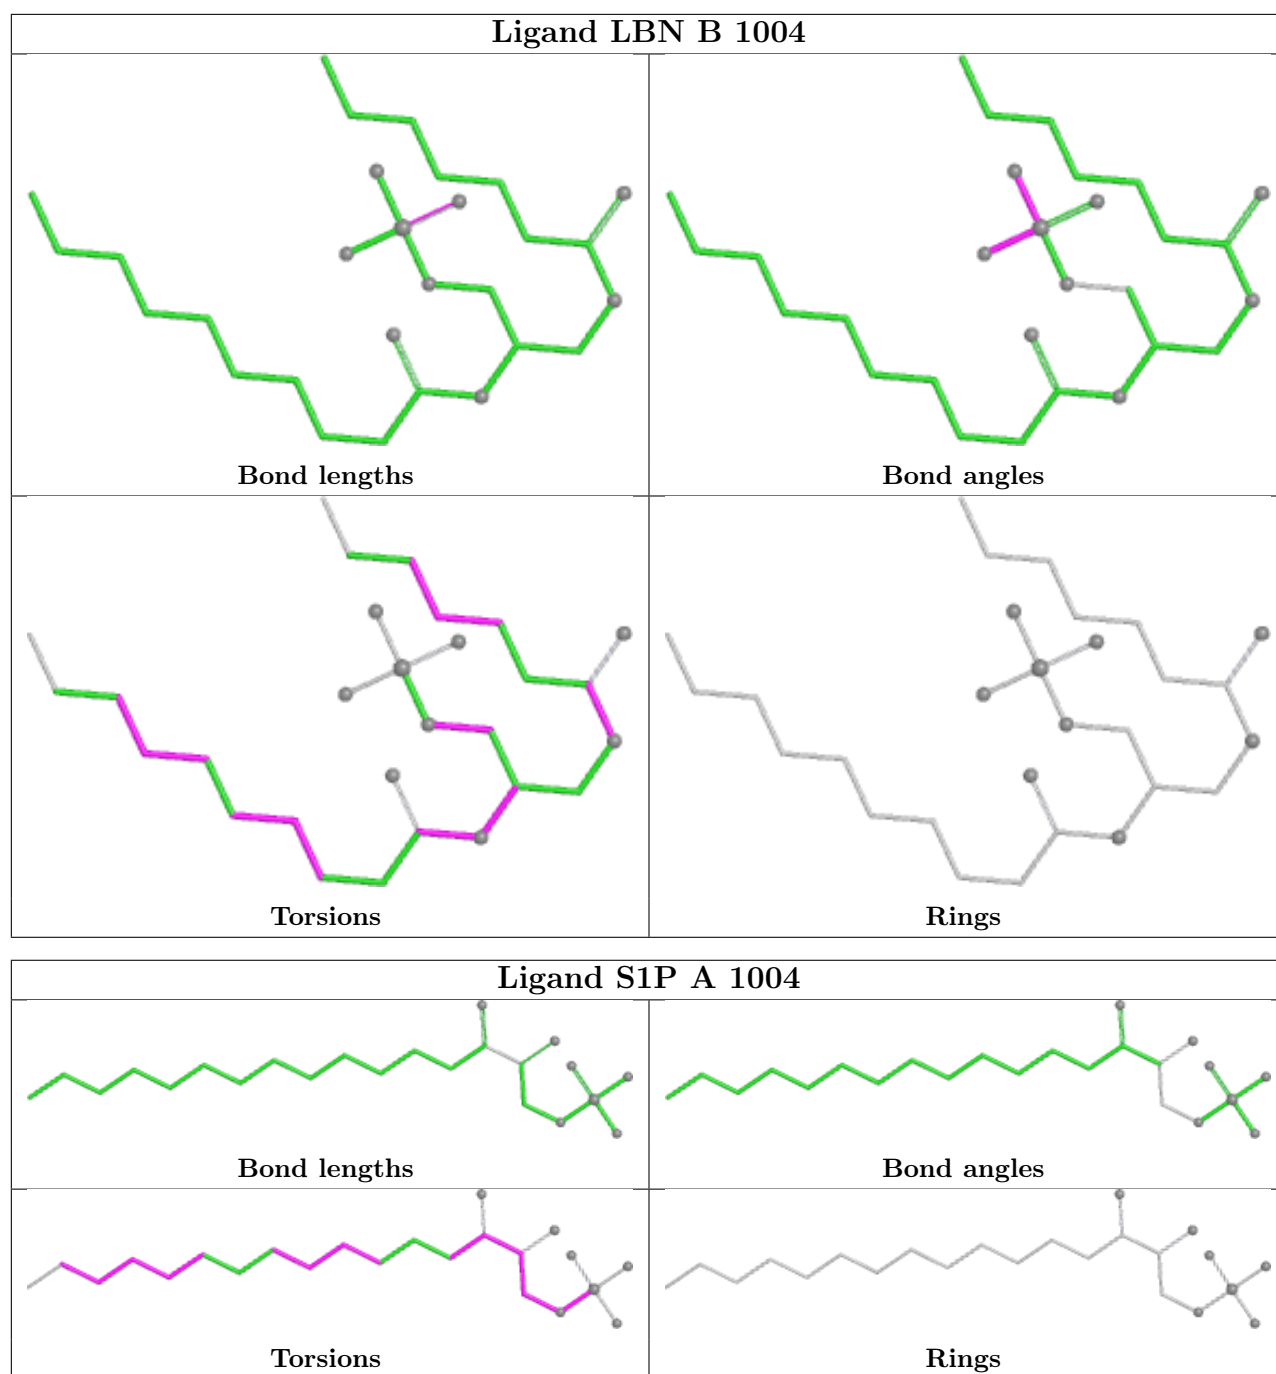 Ligand LBN B 1004
Bond lengths
Bond angles
Torsions
Rings
Ligand S1P A 1004
Bond lengths
Bond angles
Torsions
Rings